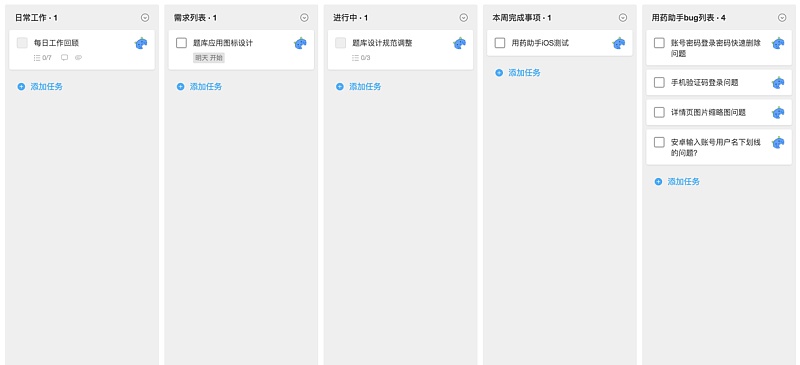 日常工作 · 1
每日工作回顾
0/7
添加任务
需求列表 · 1
题库应用图标设计
明天 开始
添加任务
进行中 · 1
题库设计规范调整
0/3
添加任务
本周完成事项 · 1
用药助手iOS测试
添加任务
用药助手bug列表 · 4
账号密码登录密码快速删除
问题
手机验证码登录问题
详情页图片缩略图问题
安卓输入账号用户名下划线
的问题?
添加任务